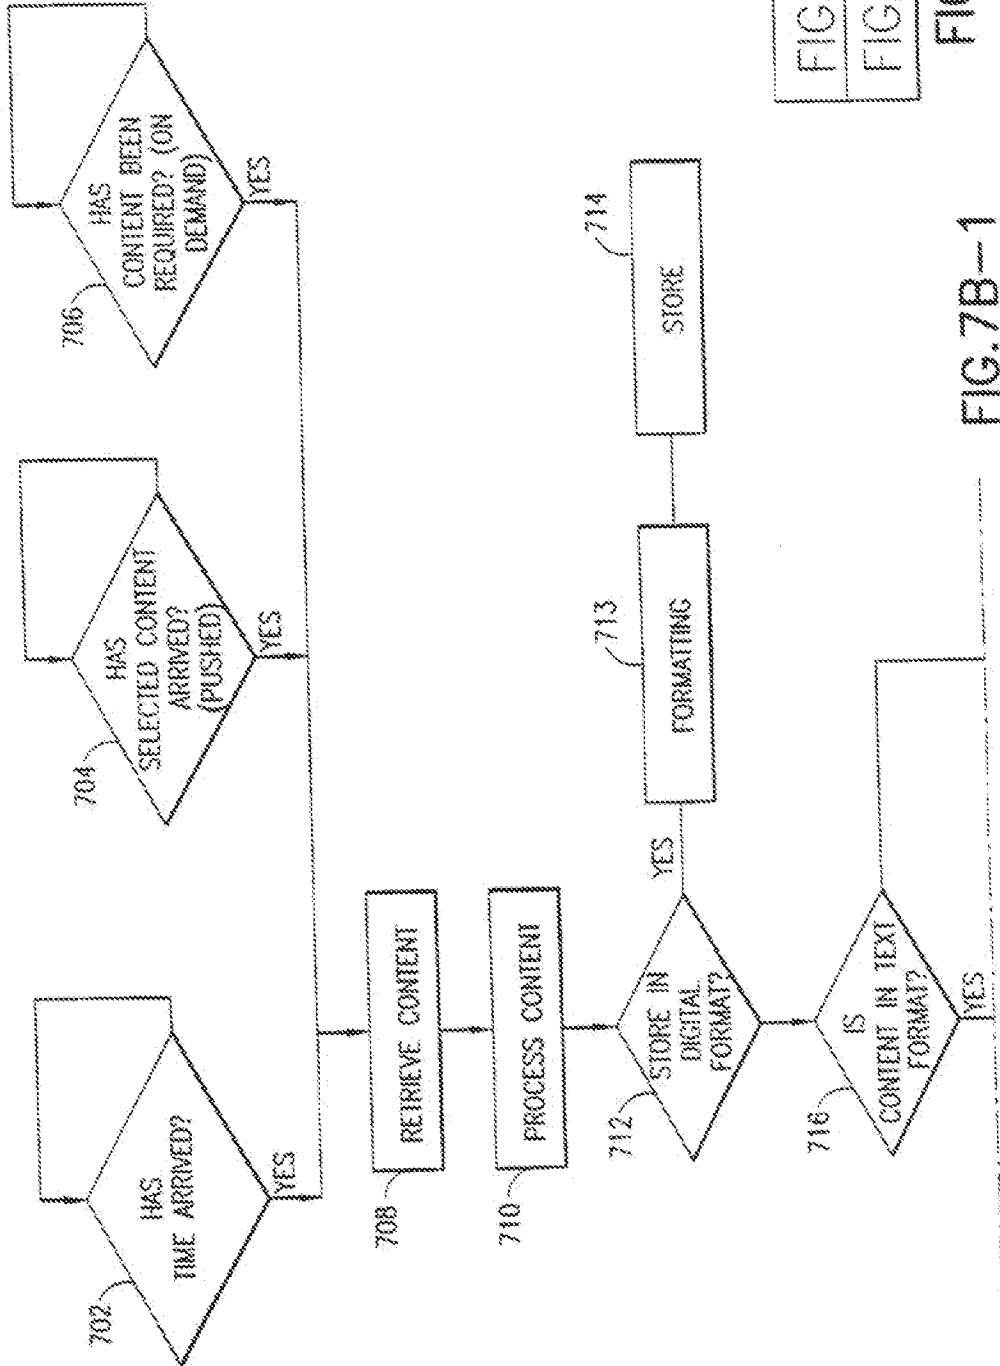 702
HAS
TIME ARRIVED?
YES
704
HAS
SELECTED CONTENT
ARRIVED?
(PUSHED)
YES
706
HAS
CONTENT BEEN
REQUIRED? (ON
DEMAND)
YES
708
RETRIEVE CONTENT
710
PROCESS CONTENT
712
STORE IN
DIGITAL
FORMAT?
YES
713
FORMATTING
714
STORE
716
IS
CONTENT IN TEXT
FORMAT?
YES
FIG.7B-1
FIG
FIG
FIG